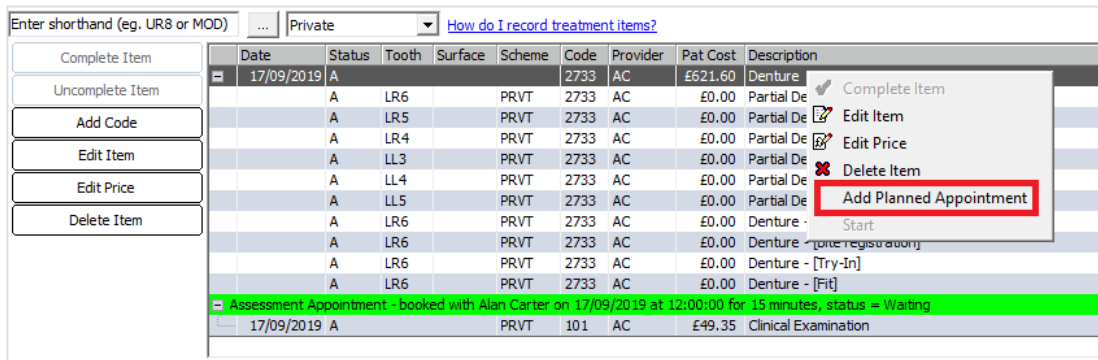 Enter shorthand (eg. UR8 or MOD) ... Private How do I record treatment items?
Complete Item
Uncomplete Item
Add Code
Edit Item
Edit Price
Delete Item
Date Status Tooth Surface Scheme Code Provider Pat Cost Description
17/09/2019 A 2733 AC £621.60 Denture
A LR6 PRVT 2733 AC £0.00 Partial De
A LR5 PRVT 2733 AC £0.00 Partial De
A LR4 PRVT 2733 AC £0.00 Partial De
A LL3 PRVT 2733 AC £0.00 Partial De
A LL4 PRVT 2733 AC £0.00 Partial De
A LL5 PRVT 2733 AC £0.00 Partial De
A LR6 PRVT 2733 AC £0.00 Denture -
A LR6 PRVT 2733 AC £0.00 Denture - [Bite registration]
A LR6 PRVT 2733 AC £0.00 Denture - [Try-In]
A LR6 PRVT 2733 AC £0.00 Denture - [Fit]
Assessment Appointment - booked with Alan Carter on 17/09/2019 at 12:00:00 for 15 minutes, status = Waiting
17/09/2019 A PRVT 101 AC £49.35 Clinical Examination
Complete Item
Edit Item
Edit Price
Delete Item
Add Planned Appointment
Start